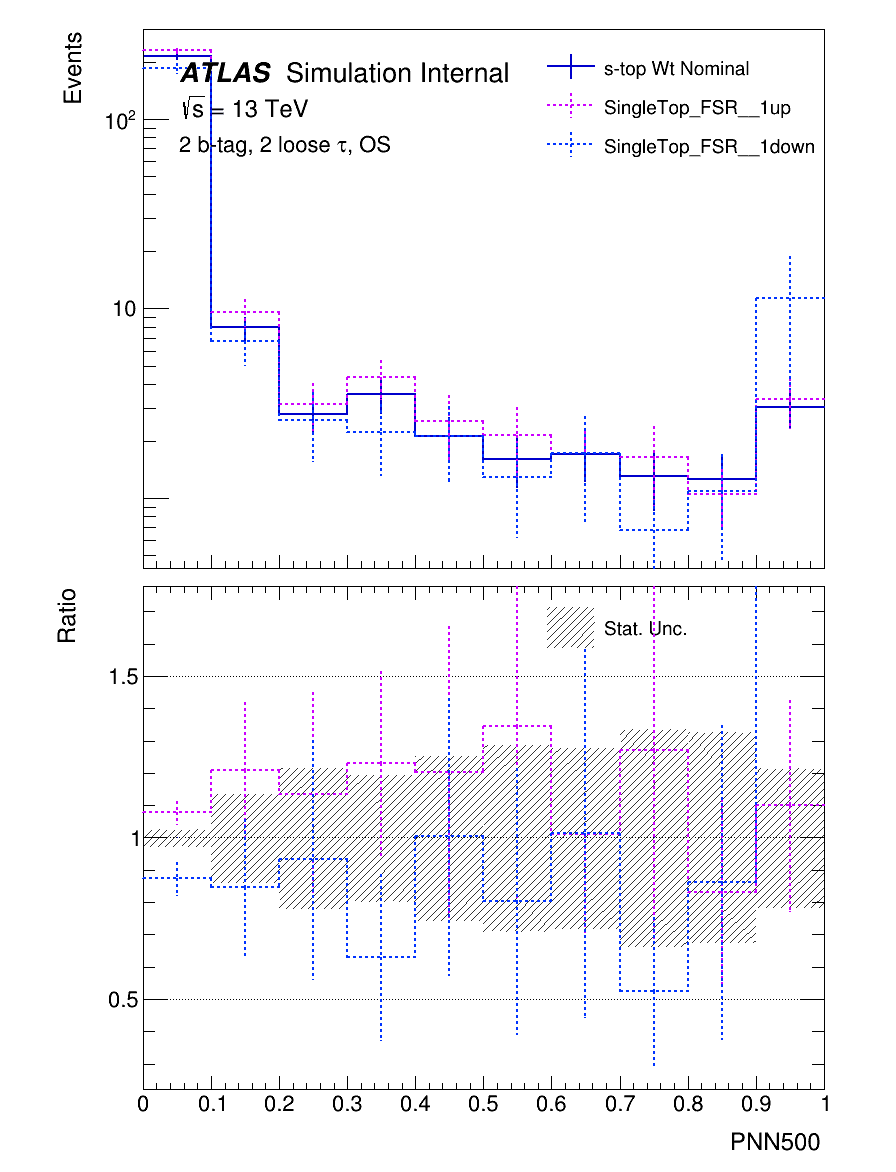 Events
ATLAS Simulation Internal
√s = 13 TeV
2 b-tag, 2 loose τ, OS
s-top Wt Nominal
SingleTop_FSR__1up
SingleTop_FSR__1down
10²
10
Ratio
Stat. Unc.
1.5
1
0.5
0 0.1 0.2 0.3 0.4 0.5 0.6 0.7 0.8 0.9 1
PNN500